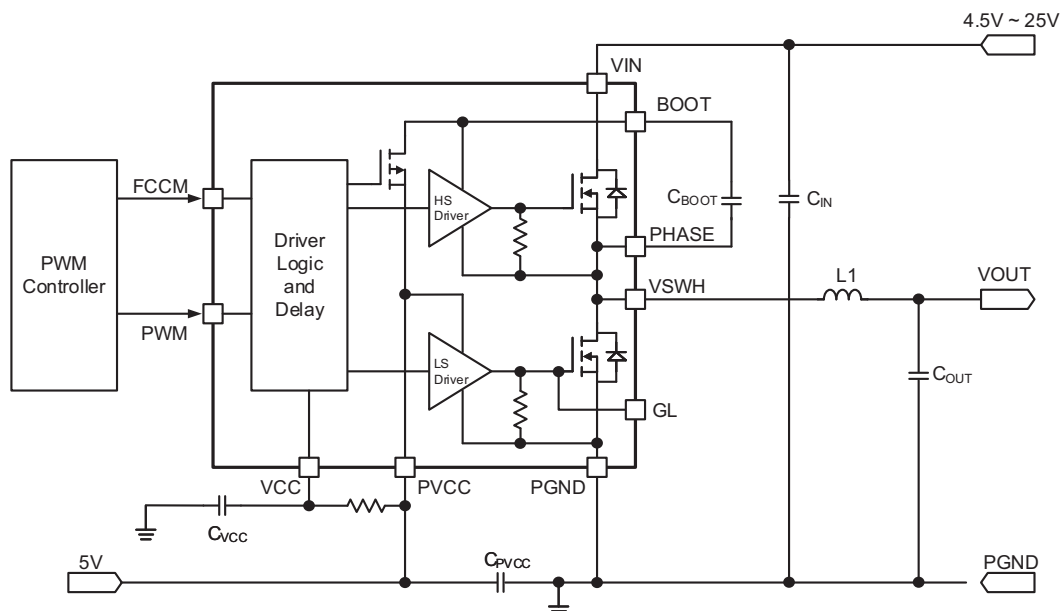 4.5V ~ 25V
VIN
BOOT
FCCM
HS
Driver
CBOOT
CIN
PWM
Controller
Driver
Logic
and
Delay
PHASE
VSWH
L1
VOUT
PWM
LS
Driver
COUT
GL
VCC
PVCC
PGND
CVCC
5V
CPVCC
PGND